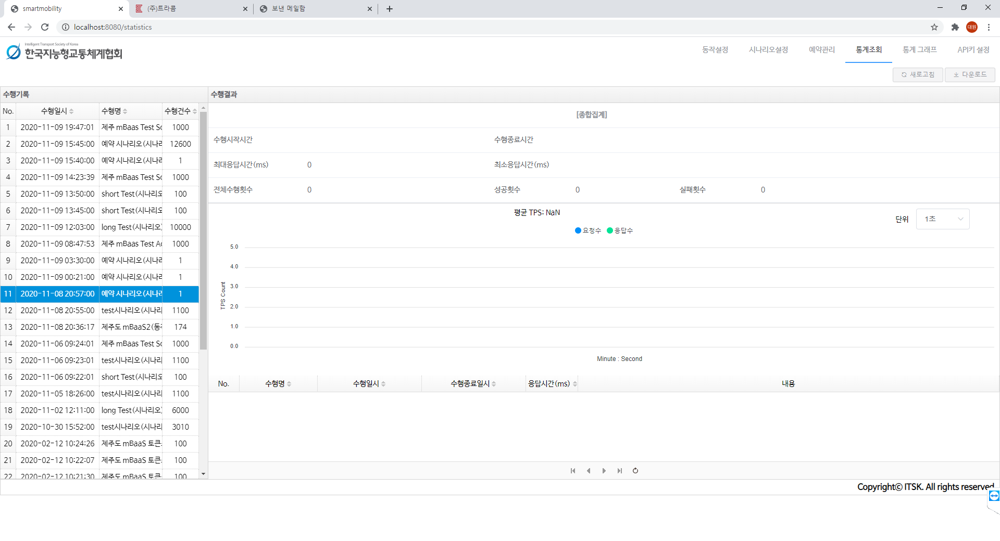 smartmobility
(주)트라콤
보낸 메일함
localhost:8080/statistics
대원
Intelligent Transport Society of Korea
한국지능형교통체계협회
동작설정 시나리오설정 예약관리 통계조회 통계 그래프 API키 설정
새로고침 다운로드
수행기록
No. 수행일시 수행명 수행건수
1 2020-11-09 19:47:01 제주 mBaas Test Sc 1000
2 2020-11-09 15:45:00 예약 시나리오(시나리 12600
3 2020-11-09 15:40:00 예약 시나리오(시나리 1
4 2020-11-09 14:23:39 제주 mBaas Test Sc 1000
5 2020-11-09 13:50:00 short Test(시나리오 100
6 2020-11-09 13:45:00 short Test(시나리오 100
7 2020-11-09 12:03:00 long Test(시나리오) 10000
8 2020-11-09 08:47:53 제주 mBaas Test Ac 1000
9 2020-11-09 03:30:00 예약 시나리오(시나리 1
10 2020-11-09 00:21:00 예약 시나리오(시나리 1
11 2020-11-08 20:57:00 예약 시나리오(시나리 1
12 2020-11-08 20:55:00 test시나리오(시나리 1100
13 2020-11-08 20:36:17 제주도 mBaaS2(동작 174
14 2020-11-06 09:24:01 제주 mBaas Test Sc 1000
15 2020-11-06 09:23:01 test시나리오(시나리 1100
16 2020-11-06 09:22:01 short Test(시나리오 100
17 2020-11-05 18:26:00 test시나리오(시나리 1100
18 2020-11-02 12:11:00 long Test(시나리오) 6000
19 2020-10-30 15:52:00 test시나리오(시나리 3010
20 2020-02-12 10:24:26 제주도 mBaaS 토큰 100
21 2020-02-12 10:22:07 제주도 mBaaS 토큰 100
22 2020-02-12 10:21:30 제주도 mBaaS 토큰 100
수행결과
[종합집계]
수행시작시간 수행종료시간
최대응답시간(ms) 0 최소응답시간(ms)
전체수행횟수 0 성공횟수 0 실패횟수 0
평균 TPS: NaN
단위 1초
요청수 응답수
5.0
4.0
3.0
2.0
1.0
0.0
TPS Count
Minute : Second
No. 수행명 수행일시 수행종료일시 응답시간(ms) 내용
Copyrightⓒ ITSK. All rights reserved